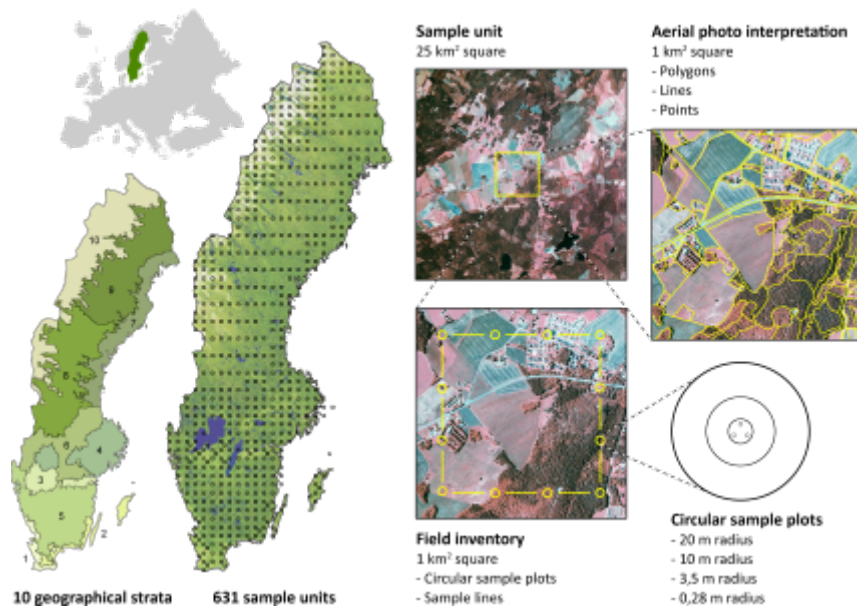 Sample unit
25 km² square
Aerial photo interpretation
1 km² square
- Polygons
- Lines
- Points
10
9
7
8
6
4
3
5
2
1
10 geographical strata
631 sample units
Field inventory
1 km² square
- Circular sample plots
- Sample lines
Circular sample plots
- 20 m radius
- 10 m radius
- 3,5 m radius
- 0,28 m radius